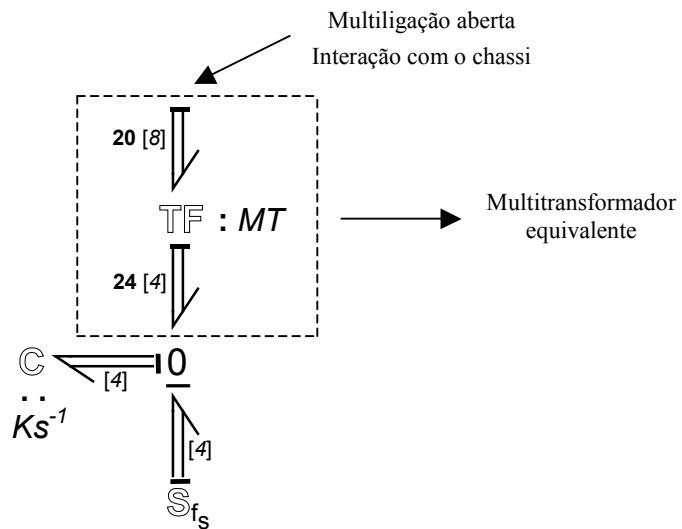 Multiligação aberta
Interação com o chassi
20 [8]
TF : MT
Multitransformador
equivalente
24 [4]
C
0
[4]
Ks-1
[4]
Sfs